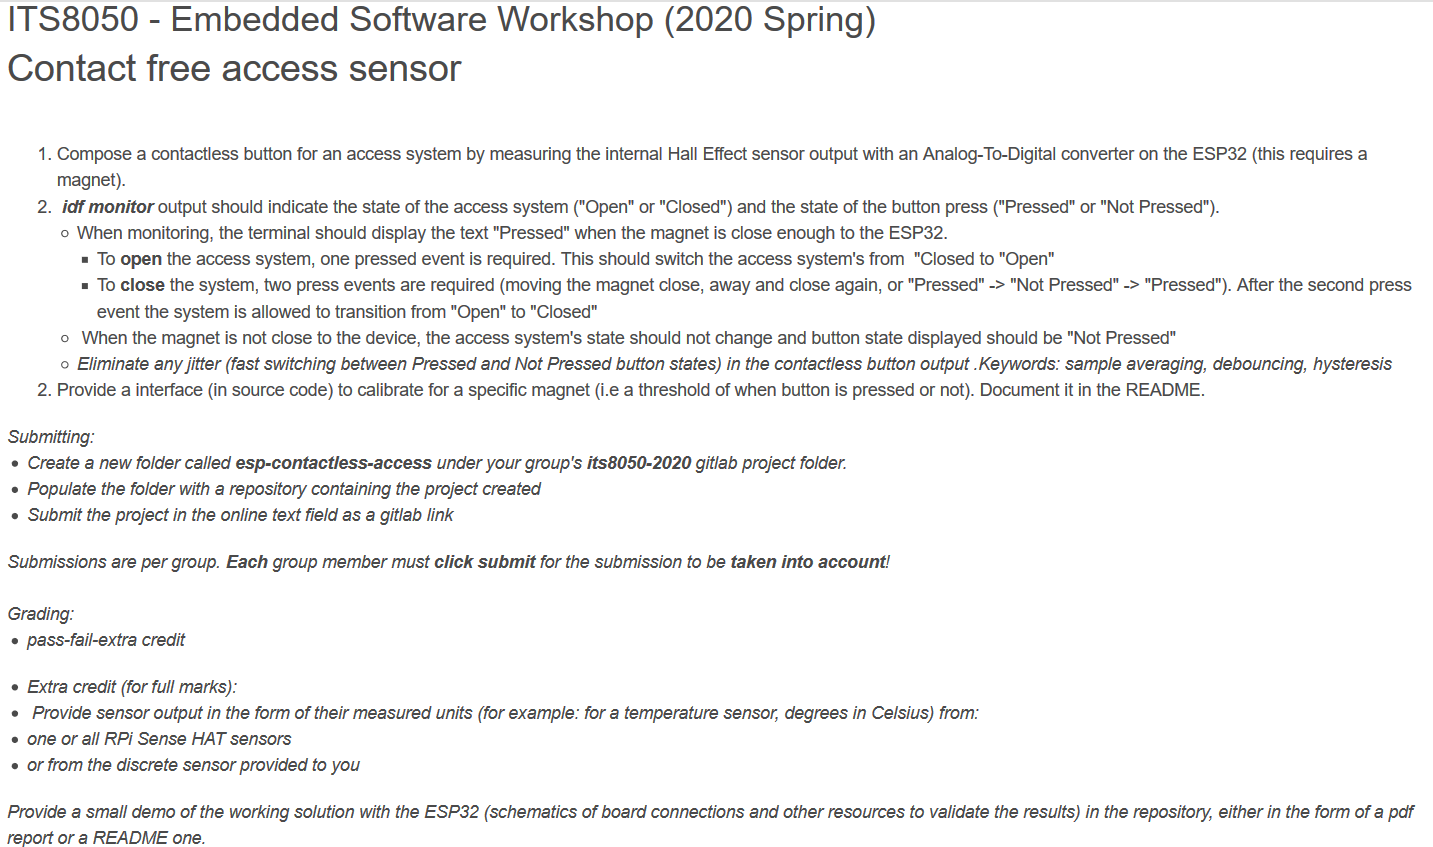 ITS8050 - Embedded Software Workshop (2020 Spring)
Contact free access sensor
1. Compose a contactless button for an access system by measuring the internal Hall Effect sensor output with an Analog-To-Digital converter on the ESP32 (this requires a
magnet).
2. idf monitor output should indicate the state of the access system ("Open" or "Closed") and the state of the button press ("Pressed" or "Not Pressed").
○ When monitoring, the terminal should display the text "Pressed" when the magnet is close enough to the ESP32.
■ To open the access system, one pressed event is required. This should switch the access system's from "Closed to "Open"
■ To close the system, two press events are required (moving the magnet close, away and close again, or "Pressed" -> "Not Pressed" -> "Pressed"). After the second press
event the system is allowed to transition from "Open" to "Closed"
○ When the magnet is not close to the device, the access system's state should not change and button state displayed should be "Not Pressed"
○ Eliminate any jitter (fast switching between Pressed and Not Pressed button states) in the contactless button output .Keywords: sample averaging, debouncing, hysteresis
2. Provide a interface (in source code) to calibrate for a specific magnet (i.e a threshold of when button is pressed or not). Document it in the README.
Submitting:
• Create a new folder called esp-contactless-access under your group's its8050-2020 gitlab project folder.
• Populate the folder with a repository containing the project created
• Submit the project in the online text field as a gitlab link
Submissions are per group. Each group member must click submit for the submission to be taken into account!
Grading:
• pass-fail-extra credit
• Extra credit (for full marks):
• Provide sensor output in the form of their measured units (for example: for a temperature sensor, degrees in Celsius) from:
• one or all RPi Sense HAT sensors
• or from the discrete sensor provided to you
Provide a small demo of the working solution with the ESP32 (schematics of board connections and other resources to validate the results) in the repository, either in the form of a pdf
report or a README one.